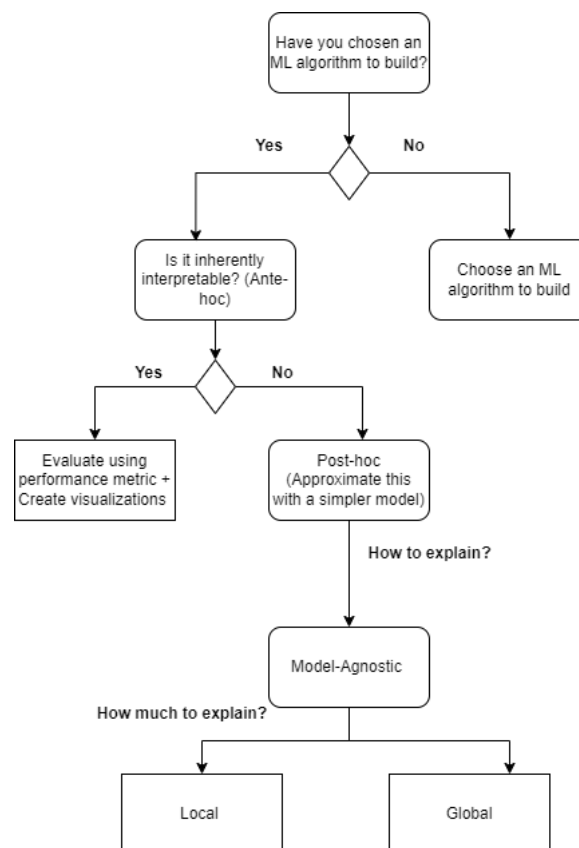 Have you chosen an
ML algorithm to build?
Yes
No
Is it inherently
interpretable? (Ante-
hoc)
Choose an ML
algorithm to build
Yes
No
Evaluate using
performance metric +
Create visualizations
Post-hoc
(Approximate this
with a simpler model)
How to explain?
Model-Agnostic
How much to explain?
Local
Global